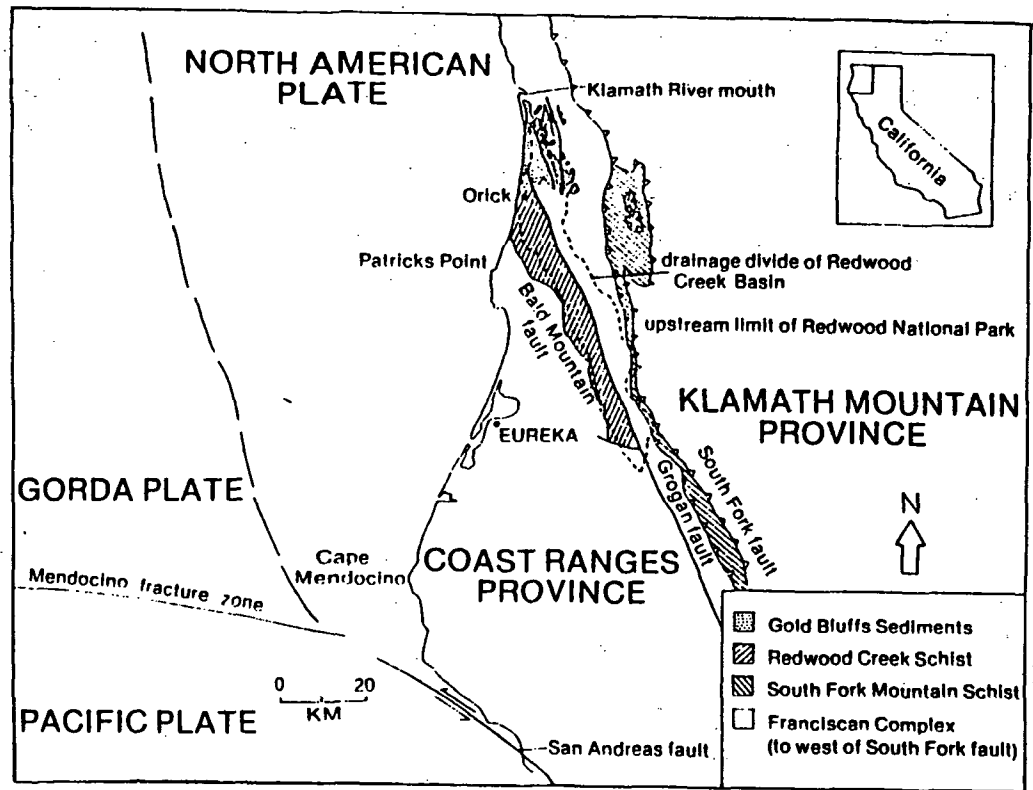 NORTH AMERICAN
PLATE
Klamath River mouth
California
Orick
Patricks Point
drainage divide of Redwood
Creek Basin
Bald Mountain
fault
upstream limit of Redwood National Park
KLAMATH MOUNTAIN
PROVINCE
EUREKA
GORDA PLATE
South Fork fault
Grogan fault
N
Cape
Mendocino
COAST RANGES
PROVINCE
Mendocino fracture zone
Gold Bluffs Sediments
Redwood Creek Schist
South Fork Mountain Schist
Franciscan Complex
(to west of South Fork fault)
0 20
KM
PACIFIC PLATE
San Andreas fault